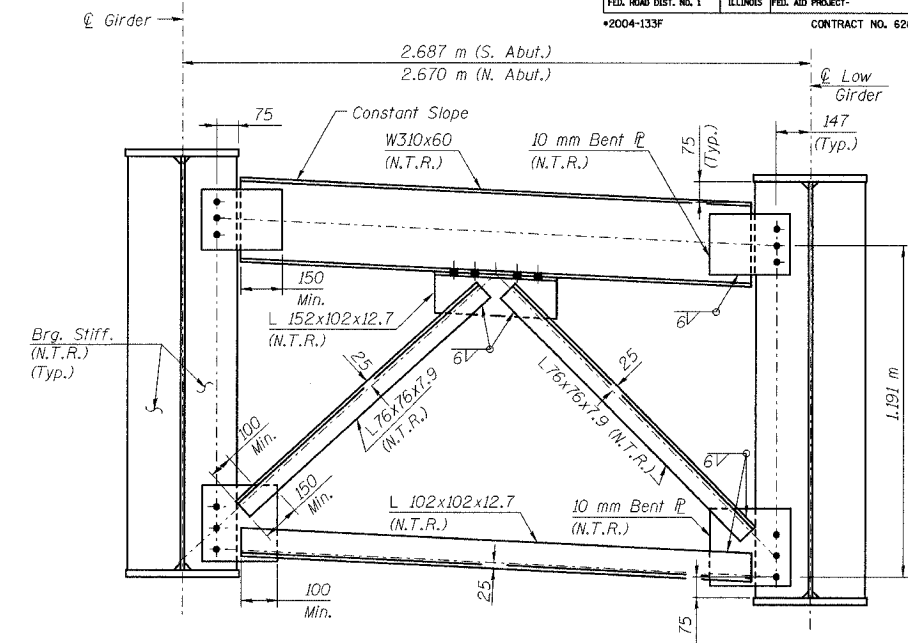 FED. ROAD DIST. NO. 1 ILLINOIS FED. AID PROJECT-
*2004-133F CONTRACT NO.
℄ Girder
2.687 m (S. Abut.)
2.670 m (N. Abut.)
℄ Low
Girder
75
Constant Slope
W310x60
(N.T.R.)
10 mm Bent ℞
(N.T.R.)
75
(Typ.)
147
(Typ.)
150
Min.
L 152x102x12.7
(N.T.R.)
6
6
Brg. Stiff.
(N.T.R.)
(Typ.)
25
25
L76x76x7.9
(N.T.R.)
L76x76x7.9 (N.T.R.)
1.191 m
100
Min.
150
Min.
6
L 102x102x12.7
(N.T.R.)
10 mm Bent ℞
(N.T.R.)
25
100
Min.
75